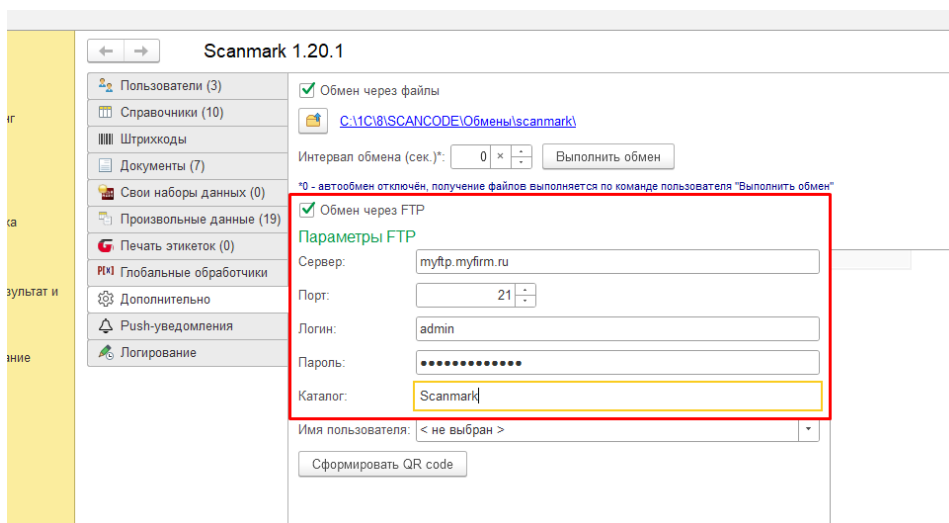 Scanmark 1.20.1
Пользователи (3)
Справочники (10)
Штрихкоды
Документы (7)
Свои наборы данных (0)
Произвольные данные (19)
Печать этикеток (0)
P[x] Глобальные обработчики
Дополнительно
Push-уведомления
Логирование
Обмен через файлы
C:\1C\8\SCANCODE\Обмены\scanmark\
Интервал обмена (сек.)*: 0 × Выполнить обмен
*0 - автообмен отключён, получение файлов выполняется по команде пользователя "Выполнить обмен"
Обмен через FTP
Параметры FTP
Сервер: myftp.myfirm.ru
Порт: 21
Логин: admin
Пароль: •••••••••••••
Каталог: Scanmark
Имя пользователя: < не выбран >
Сформировать QR code